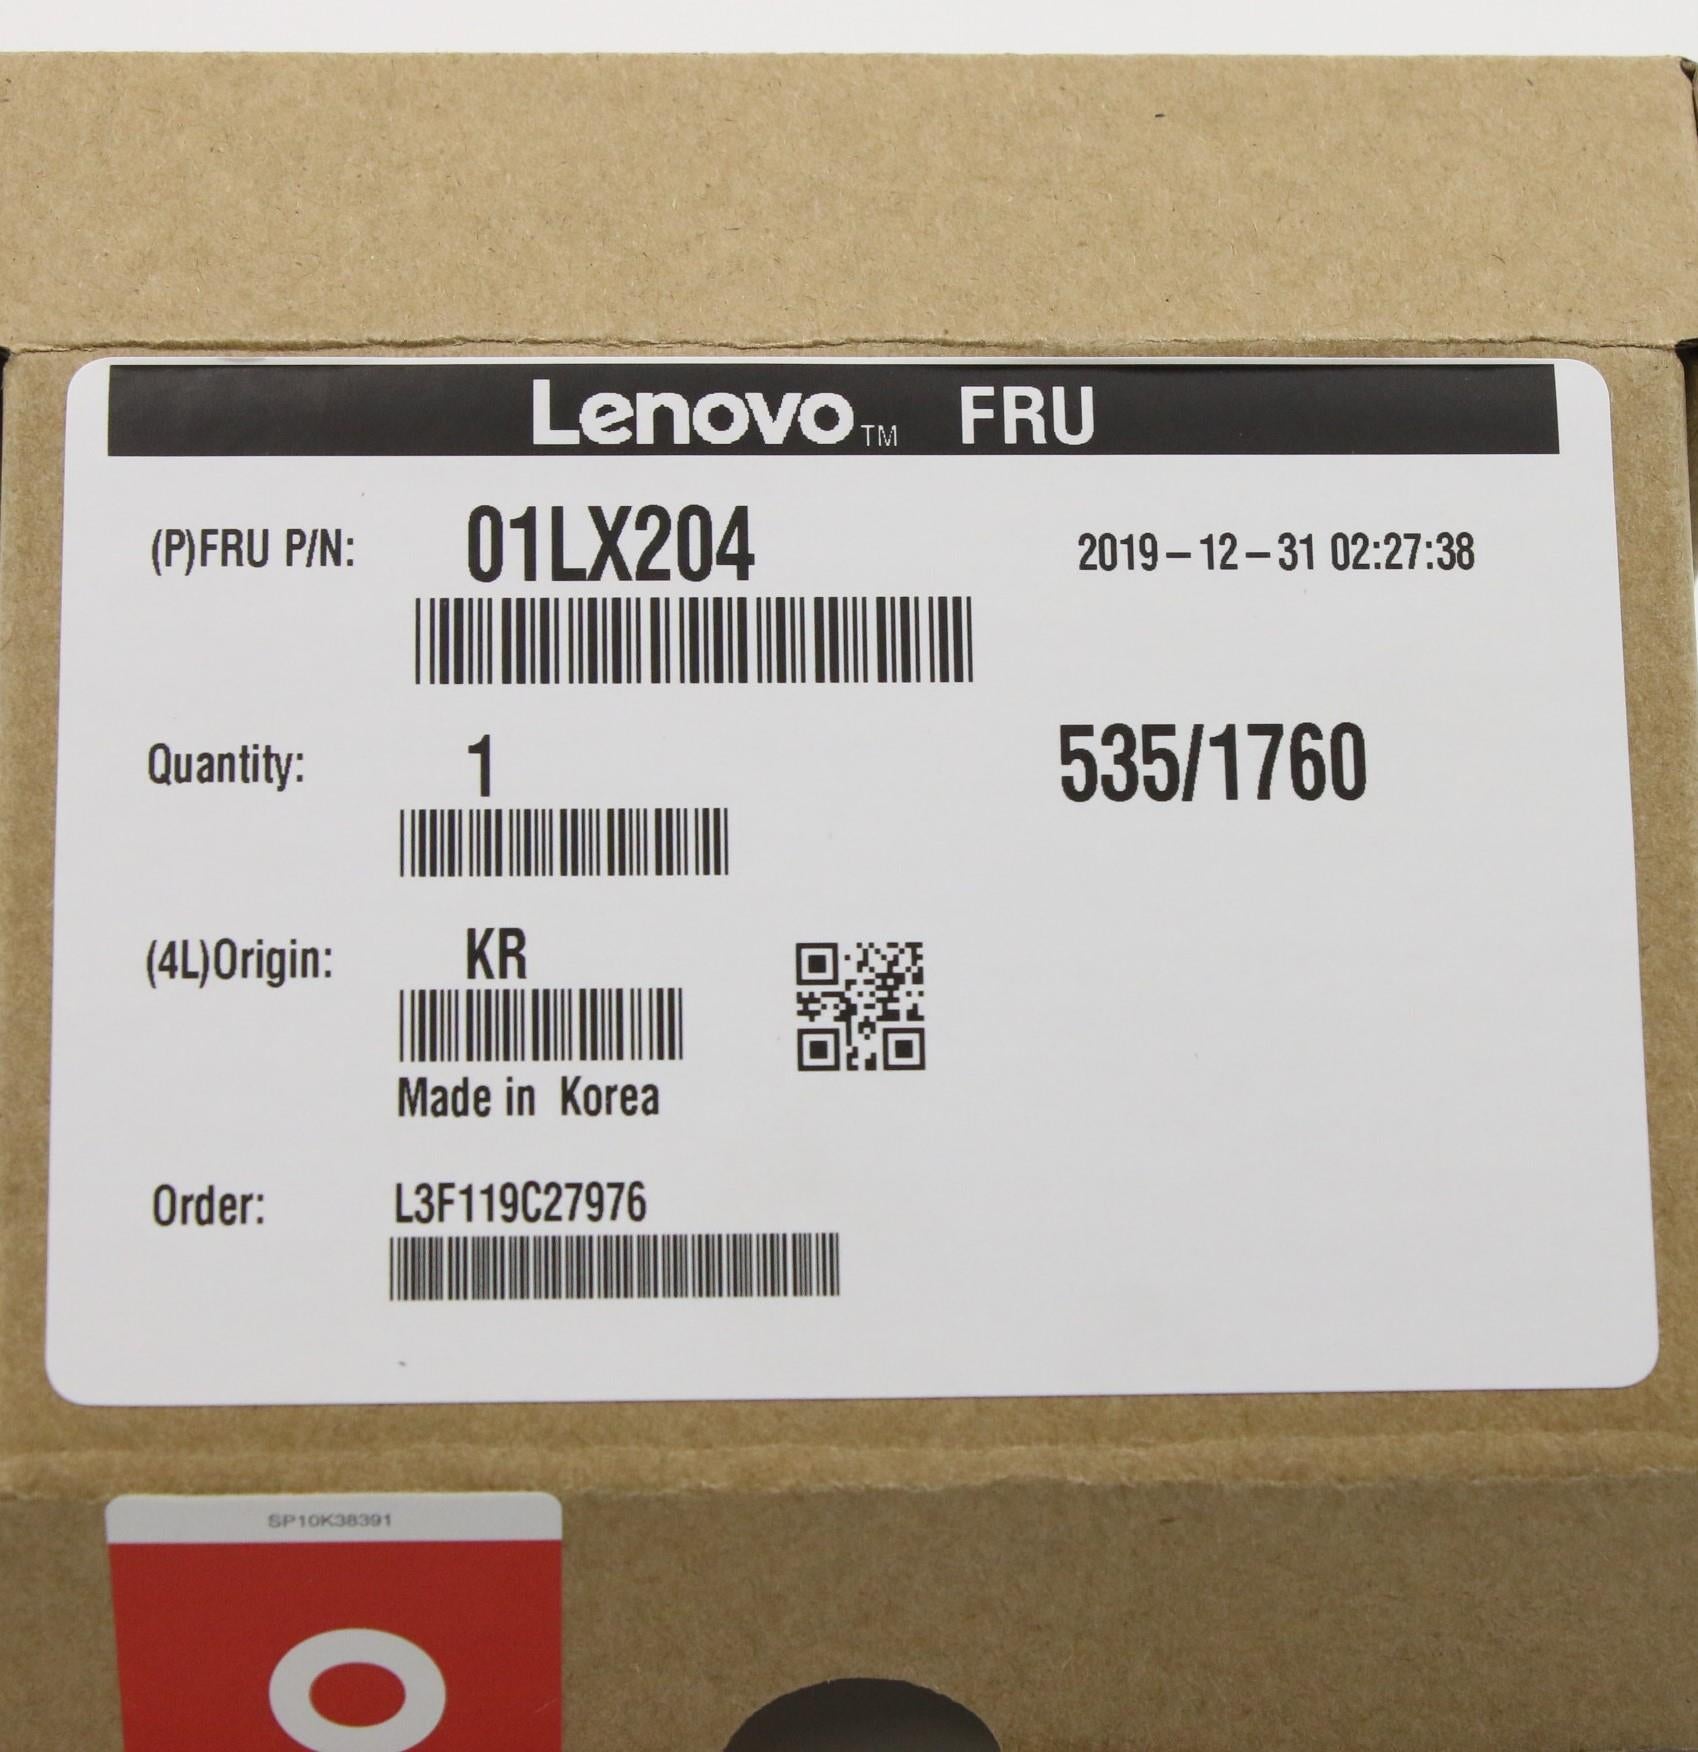 Lenovo™ FRU
(P)FRU P/N: 01LX204 2019-12-31 02:27:38
Quantity: 1 535/1760
(4L)Origin: KR
Made in Korea
Order: L3F119C27976
SP10K38391